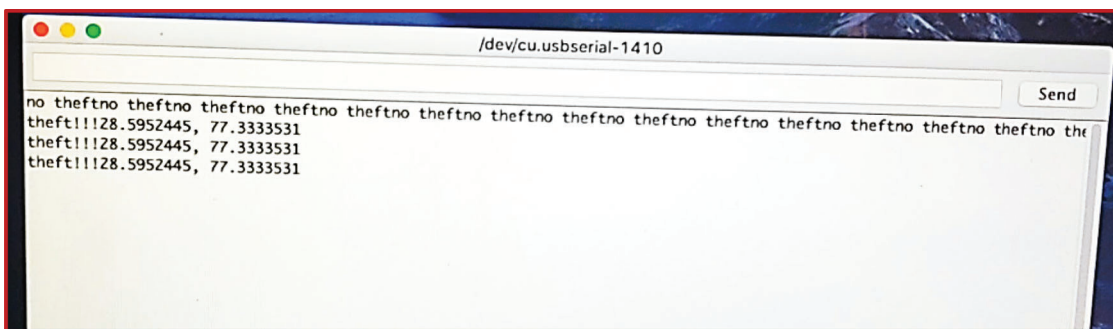 /dev/cu.usbserial-1410
Send
no theftno theftno theftno theftno theftno theftno theftno theftno theftno theftno theftno theftno theftno theftno the
theft!!!28.5952445, 77.3333531
theft!!!28.5952445, 77.3333531
theft!!!28.5952445, 77.3333531